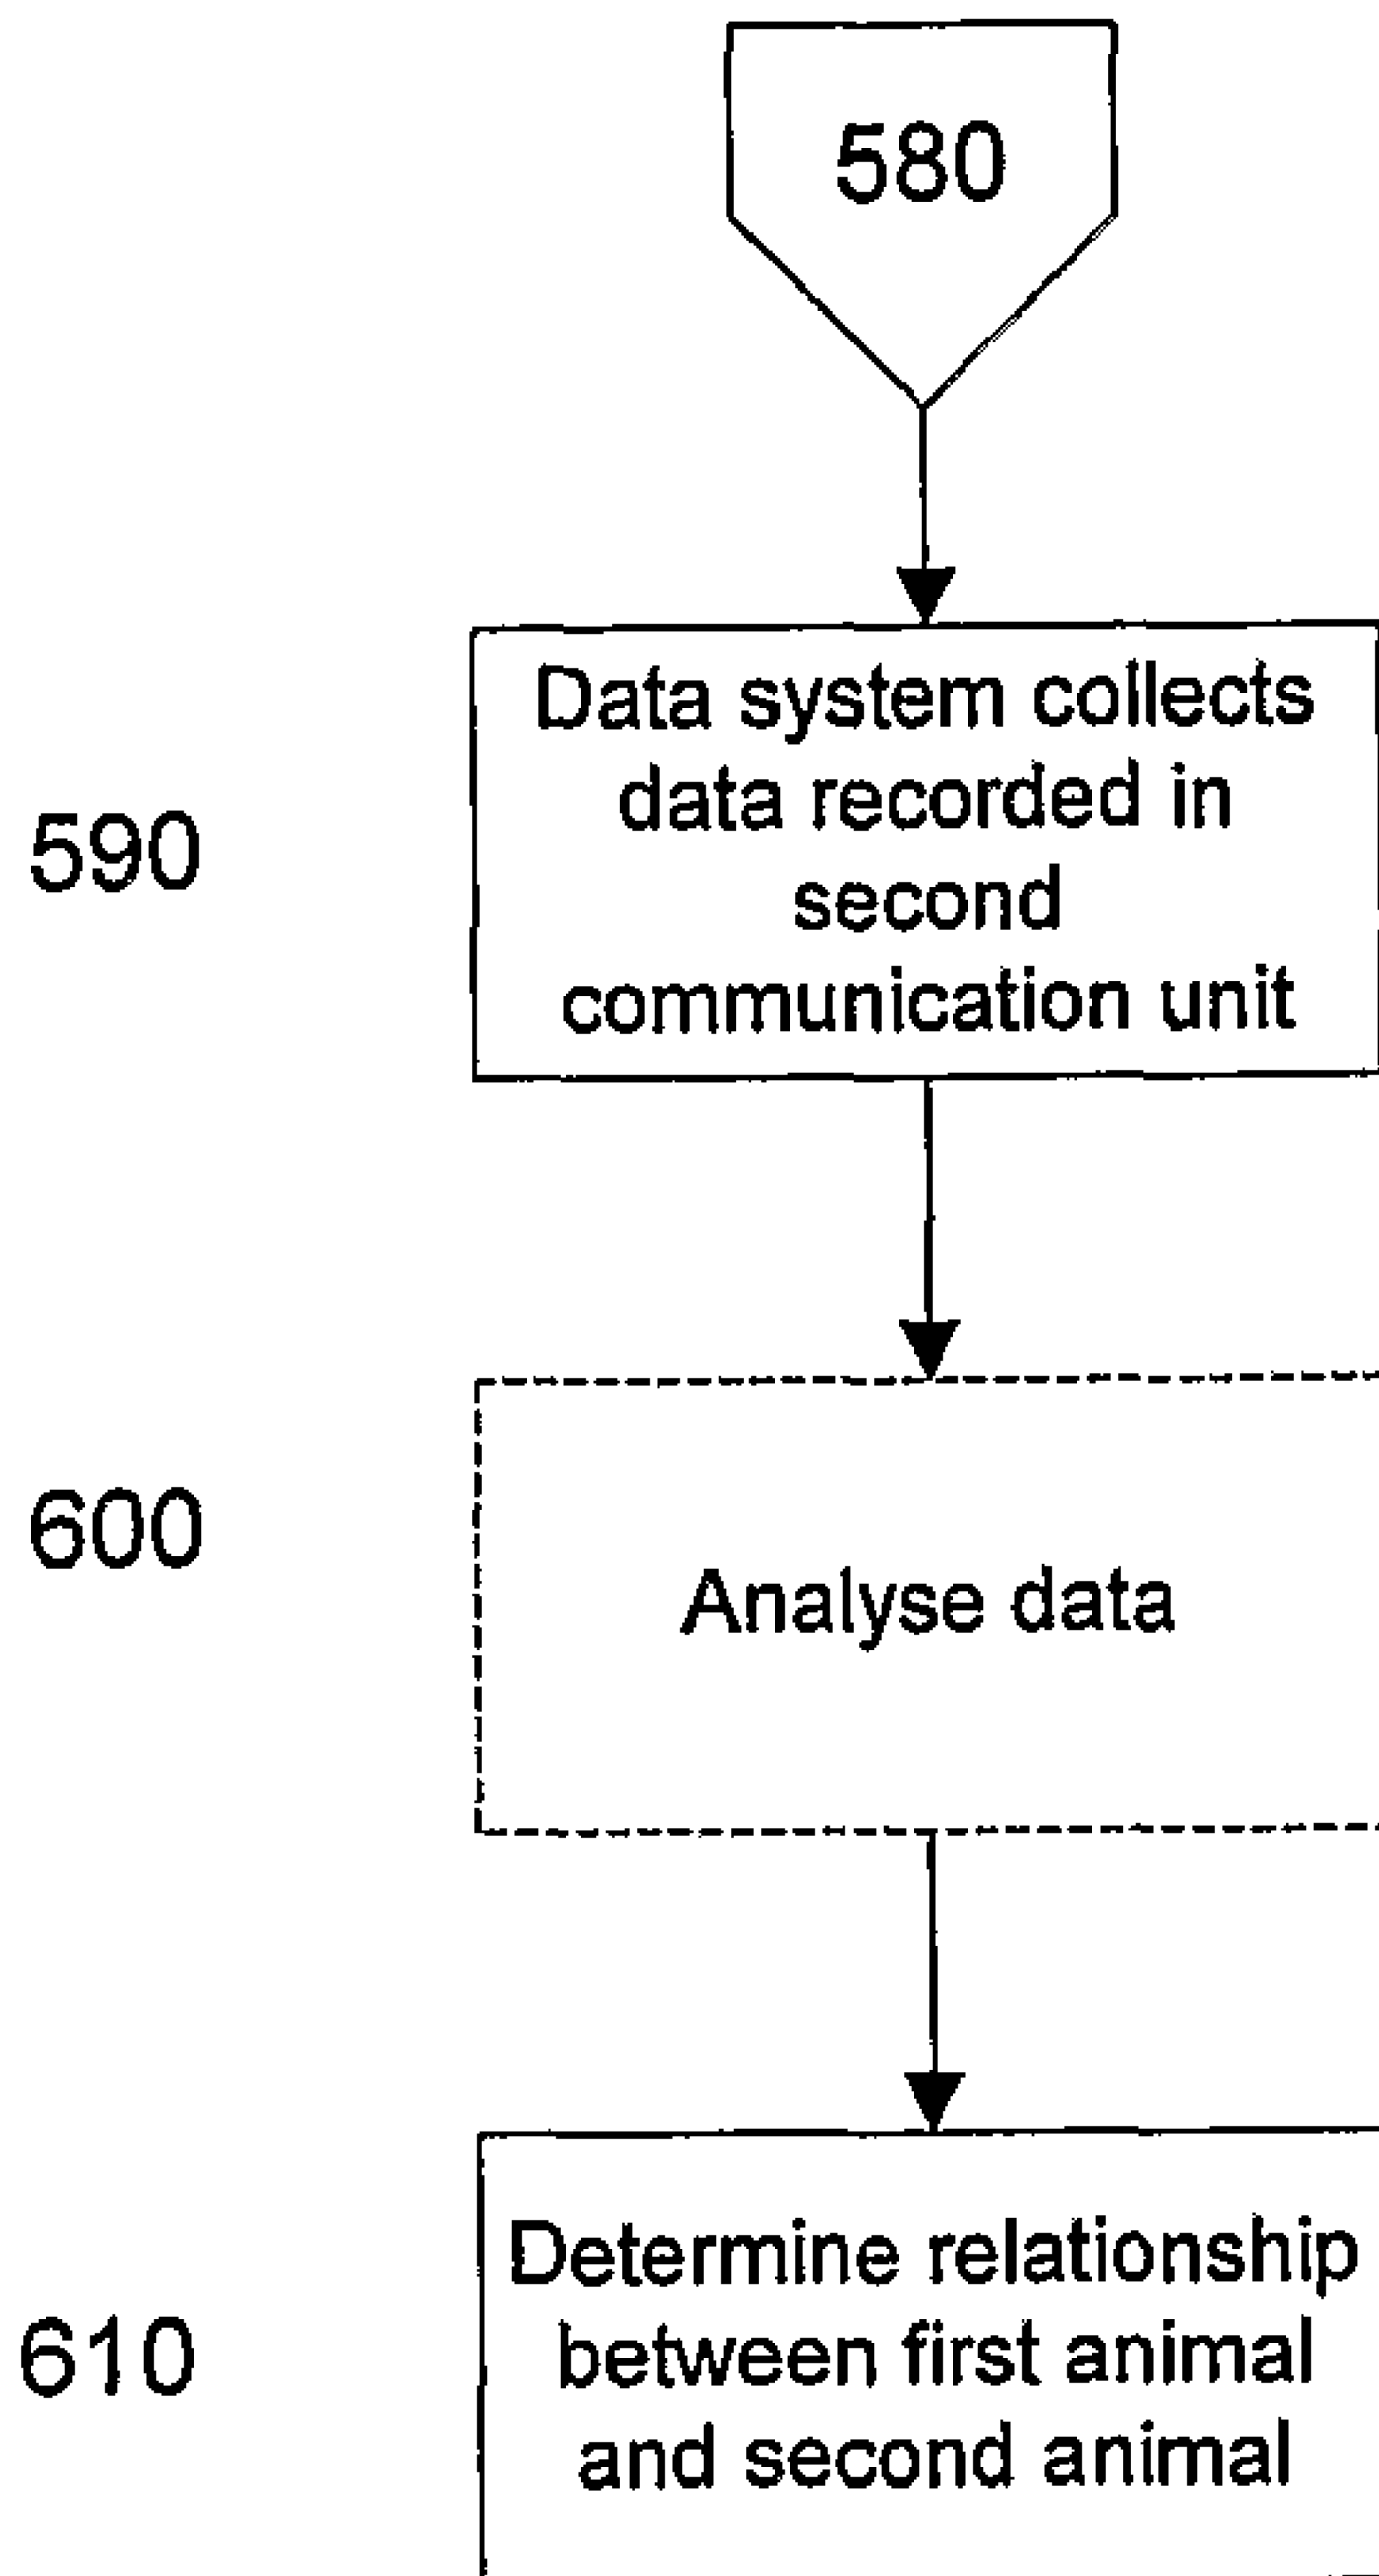 580
590
Data system collects
data recorded in
second
communication unit
600
Analyse data
610
Determine relationship
between first animal
and second animal